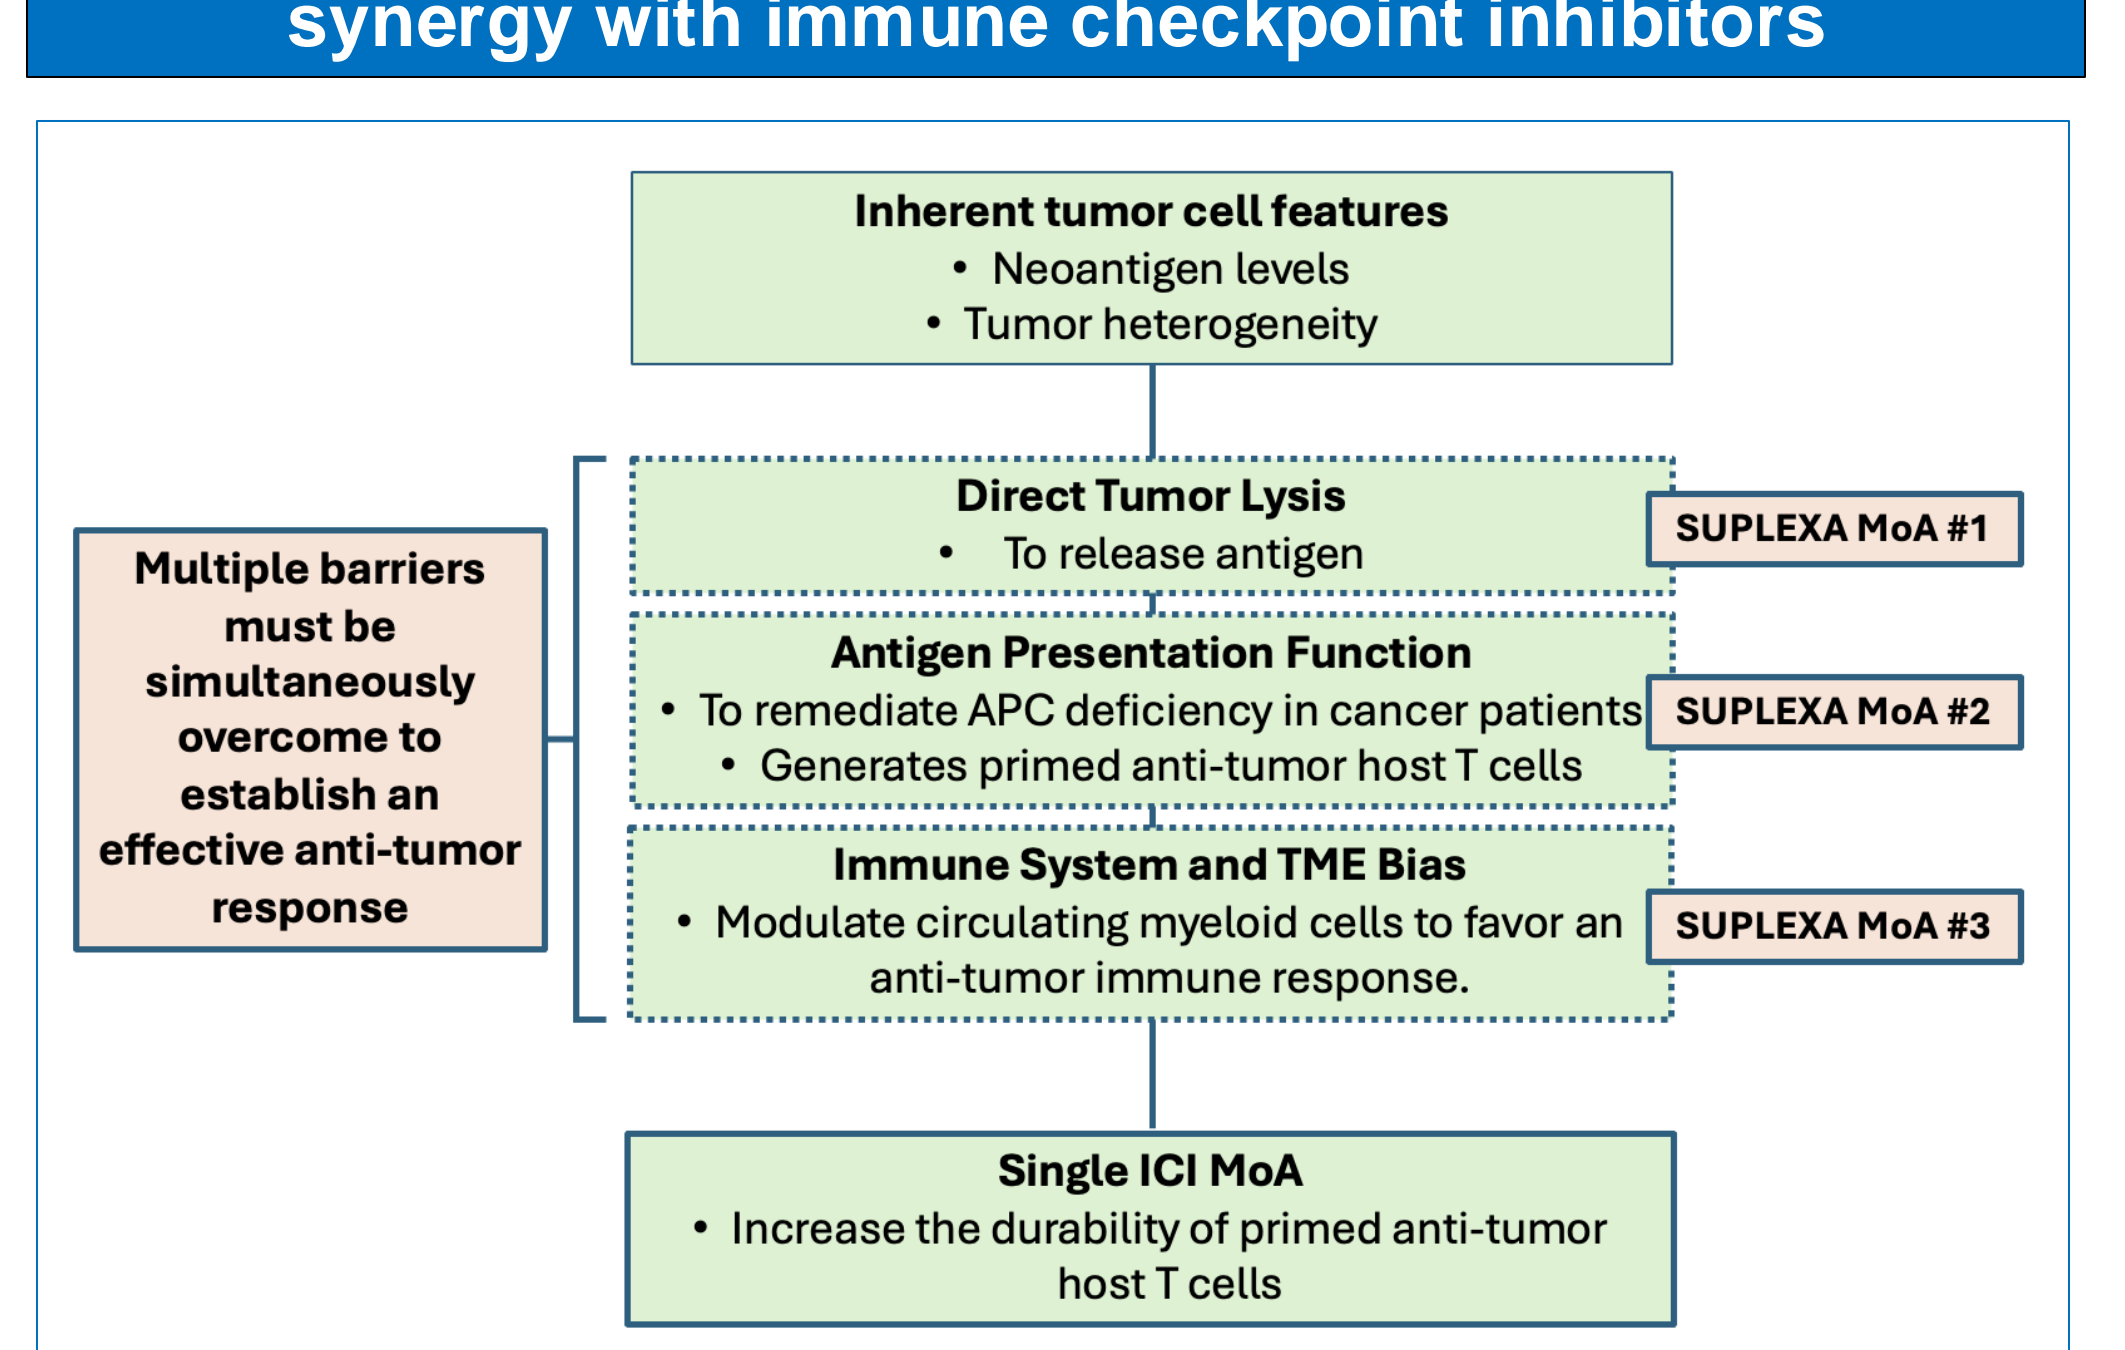 synergy with immune checkpoint inhibitors
Inherent tumor cell features
• Neoantigen levels
• Tumor heterogeneity
Direct Tumor Lysis
• To release antigen
SUPLEXA MoA #1
Multiple barriers
must be
simultaneously
overcome to
establish an
effective anti-tumor
response
Antigen Presentation Function
• To remediate APC deficiency in cancer patients
• Generates primed anti-tumor host T cells
SUPLEXA MoA #2
Immune System and TME Bias
• Modulate circulating myeloid cells to favor an
anti-tumor immune response.
SUPLEXA MoA #3
Single ICI MoA
• Increase the durability of primed anti-tumor
host T cells